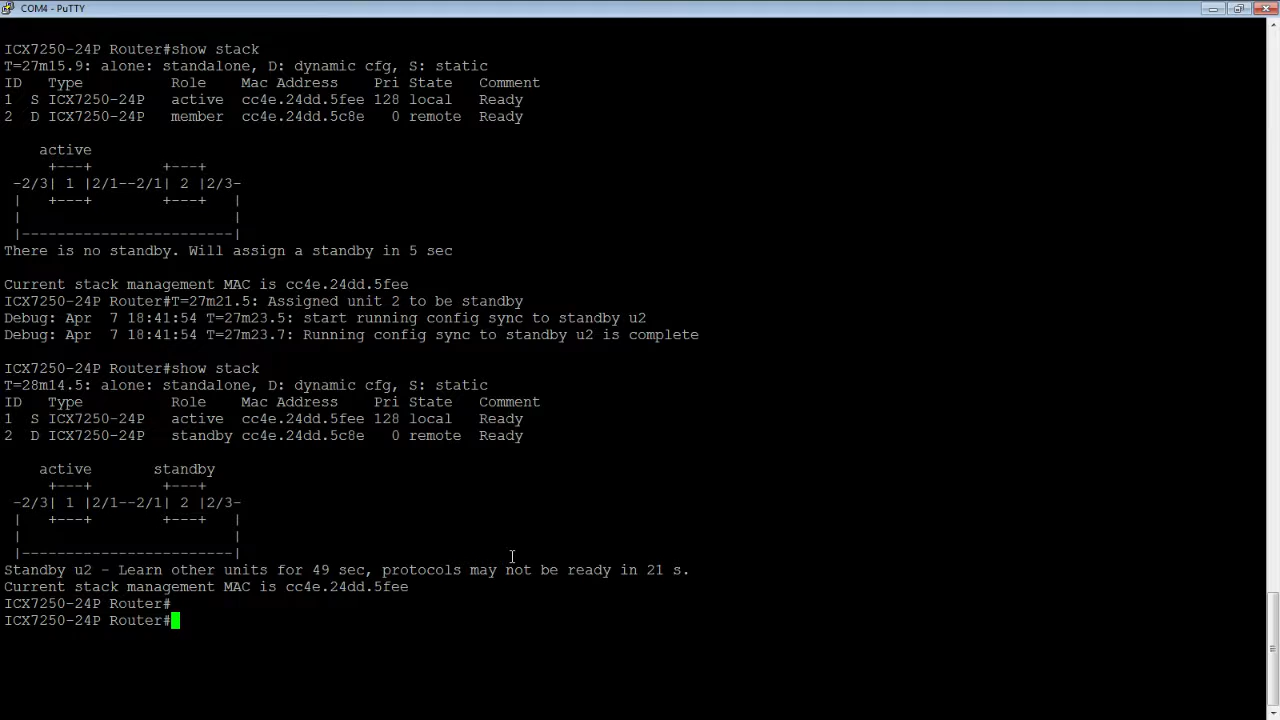 COM4 - PuTTY
ICX7250-24P Router#show stack
T=27m15.9: alone: standalone, D: dynamic cfg, S: static
ID   Type          Role      Mac Address    Pri State   Comment
1  S ICX7250-24P   active    cc4e.24dd.5fee 128 local   Ready
2  D ICX7250-24P   member    cc4e.24dd.5c8e   0 remote  Ready
    active
     +---+        +---+
 -2/3| 1 |2/1--2/1| 2 |2/3-
 |   +---+        +---+   |
 |                        |
 |------------------------|
There is no standby. Will assign a standby in 5 sec
Current stack management MAC is cc4e.24dd.5fee
ICX7250-24P Router#T=27m21.5: Assigned unit 2 to be standby
Debug: Apr  7 18:41:54 T=27m23.5: start running config sync to standby u2
Debug: Apr  7 18:41:54 T=27m23.7: Running config sync to standby u2 is complete
ICX7250-24P Router#show stack
T=28m14.5: alone: standalone, D: dynamic cfg, S: static
ID   Type          Role      Mac Address    Pri State   Comment
1  S ICX7250-24P   active    cc4e.24dd.5fee 128 local   Ready
2  D ICX7250-24P   standby   cc4e.24dd.5c8e   0 remote  Ready
    active       standby
     +---+        +---+
 -2/3| 1 |2/1--2/1| 2 |2/3-
 |   +---+        +---+   |
 |                        |
 |------------------------|
Standby u2 - Learn other units for 49 sec, protocols may not be ready in 21 s.
Current stack management MAC is cc4e.24dd.5fee
ICX7250-24P Router#
ICX7250-24P Router#